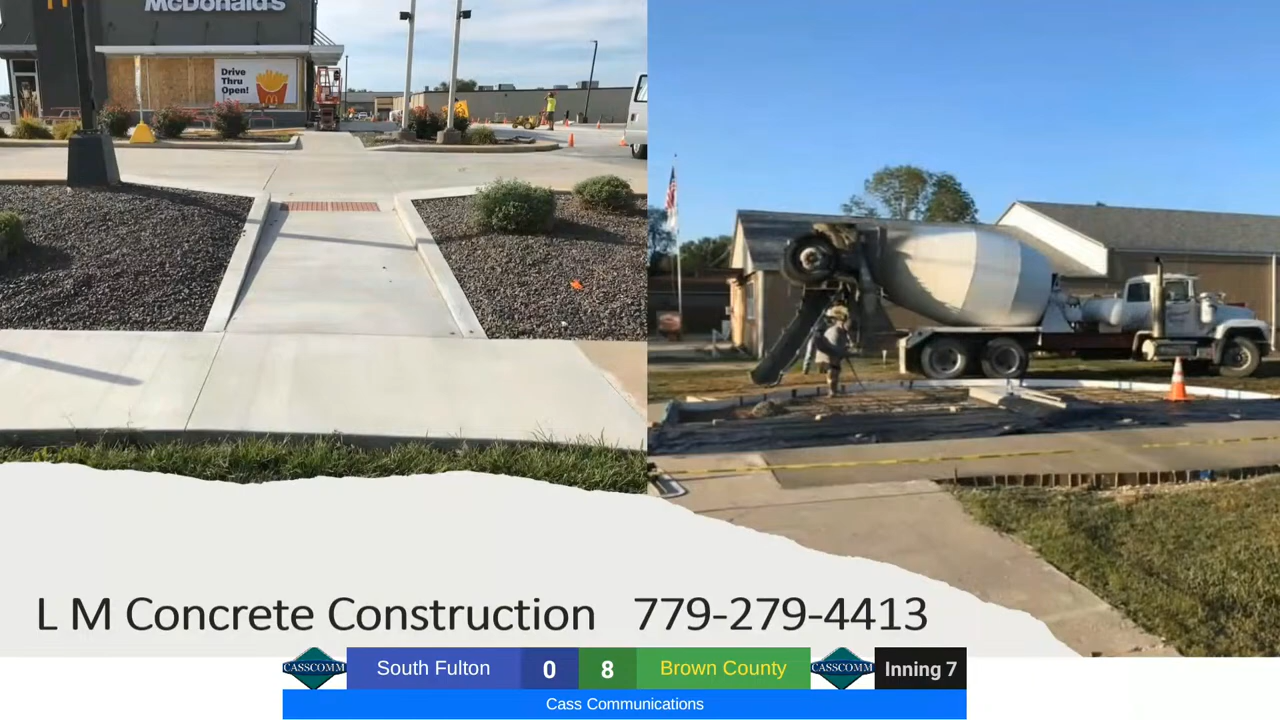 McDonald's
Drive
Thru
Open!
L M Concrete Construction 779-279-4413
CASSCOMM South Fulton 0 8 Brown County CASSCOMM Inning 7
Cass Communications